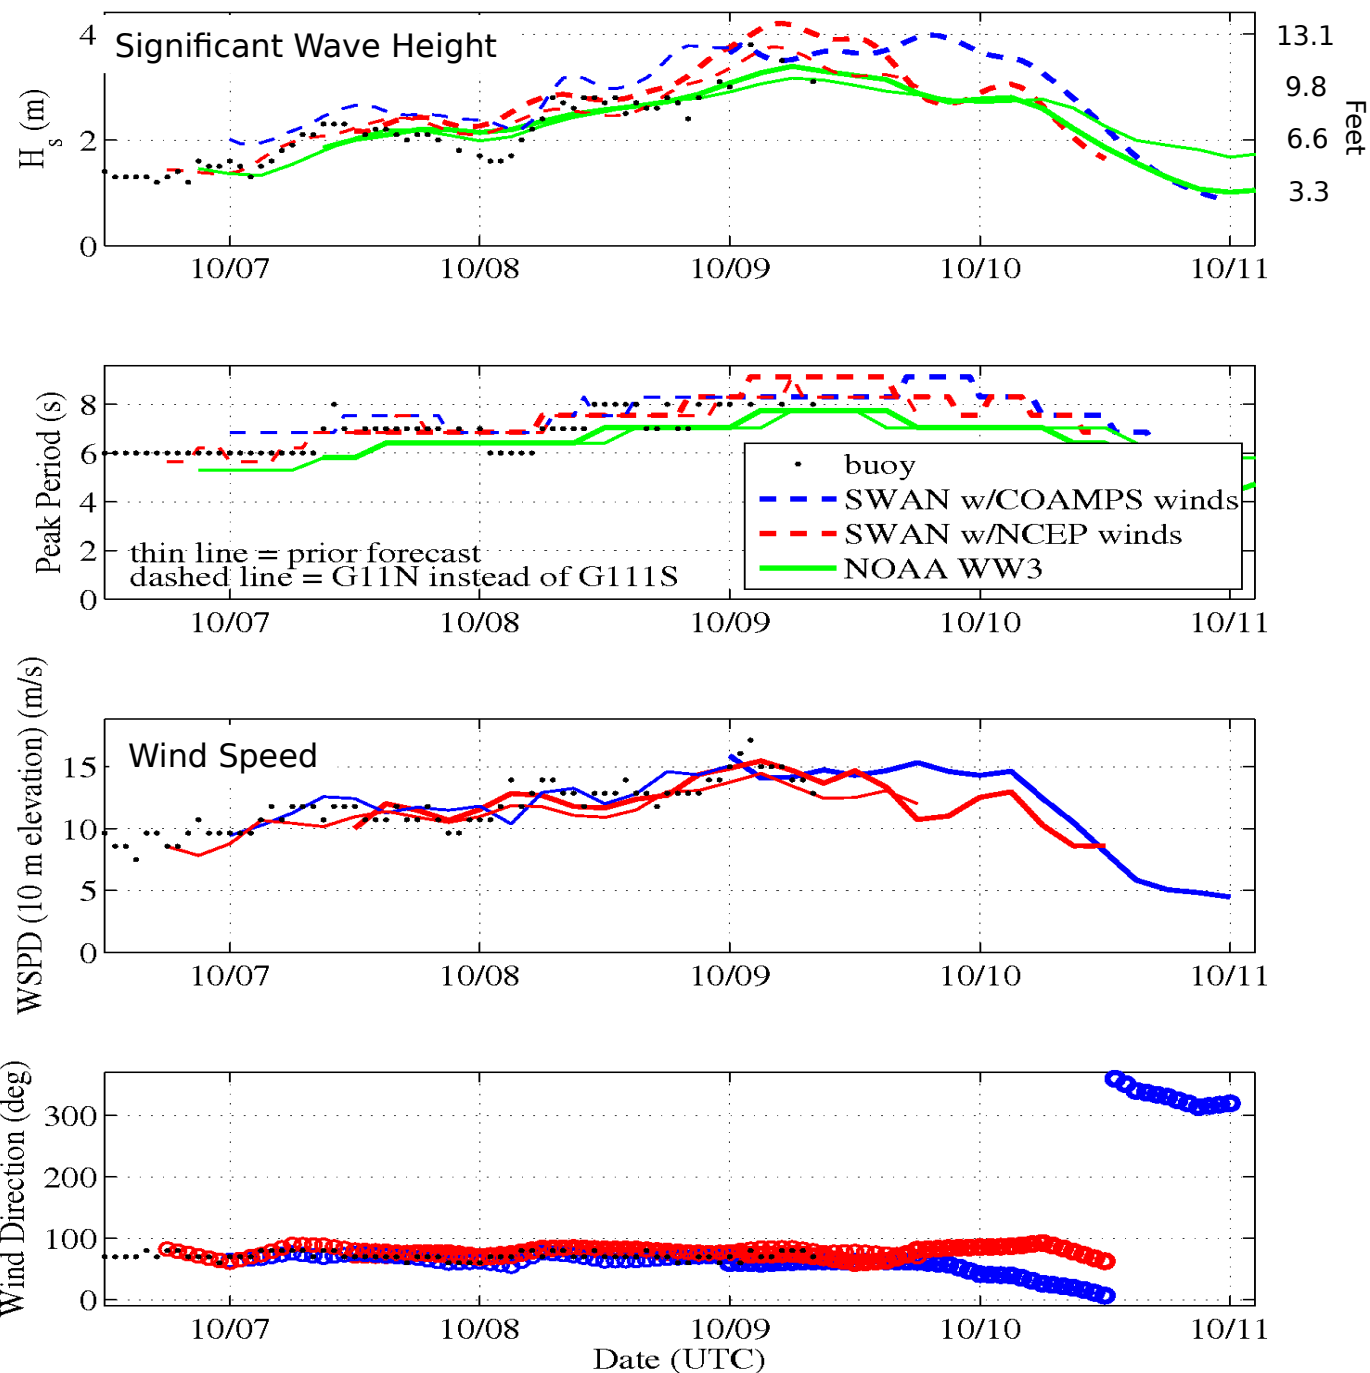 Significant Wave Height
H_s (m)
4
2
0
13.1
9.8
6.6
3.3
Feet
10/07 10/08 10/09 10/10 10/11
Peak Period (s)
8
6
4
2
0
thin line = prior forecast
dashed line = G11N instead of G111S
buoy
SWAN w/COAMPS winds
SWAN w/NCEP winds
NOAA WW3
10/07 10/08 10/09 10/10 10/11
WSPD (10 m elevation) (m/s)
Wind Speed
15
10
5
0
10/07 10/08 10/09 10/10 10/11
Wind Direction (deg)
300
200
100
0
10/07 10/08 10/09 10/10 10/11
Date (UTC)